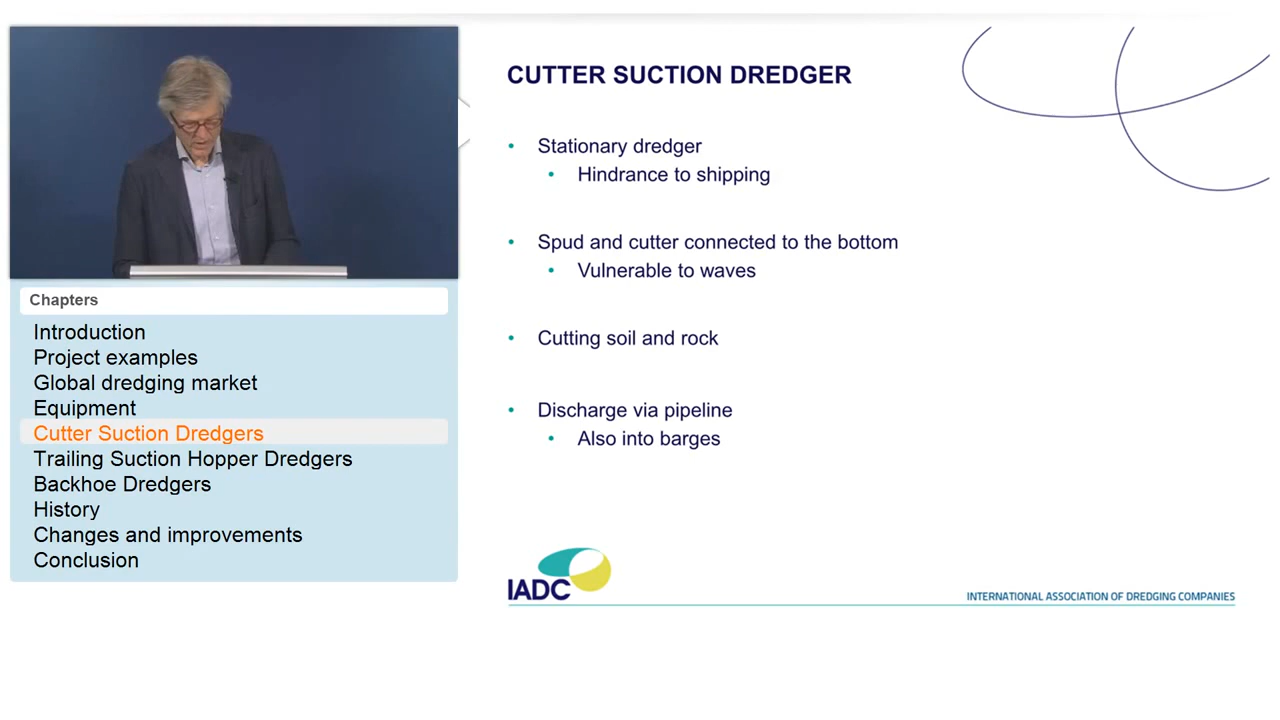 CUTTER SUCTION DREDGER
• Stationary dredger
• Hindrance to shipping
• Spud and cutter connected to the bottom
• Vulnerable to waves
• Cutting soil and rock
• Discharge via pipeline
• Also into barges
Chapters
Introduction
Project examples
Global dredging market
Equipment
Cutter Suction Dredgers
Trailing Suction Hopper Dredgers
Backhoe Dredgers
History
Changes and improvements
Conclusion
IADC
INTERNATIONAL ASSOCIATION OF DREDGING COMPANIES